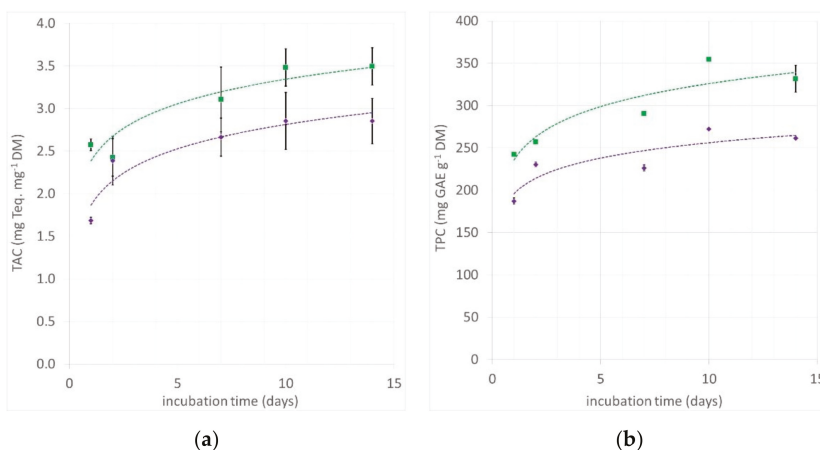 4.0
3.5
3.0
2.5
2.0
1.5
1.0
0.5
0.0
TAC (mg Teq. mg⁻¹ DM)
0 5 10 15
incubation time (days)
(a)
400
350
300
250
200
150
100
50
0
TPC (mg GAE g⁻¹ DM)
0 5 10 15
incubation time (days)
(b)